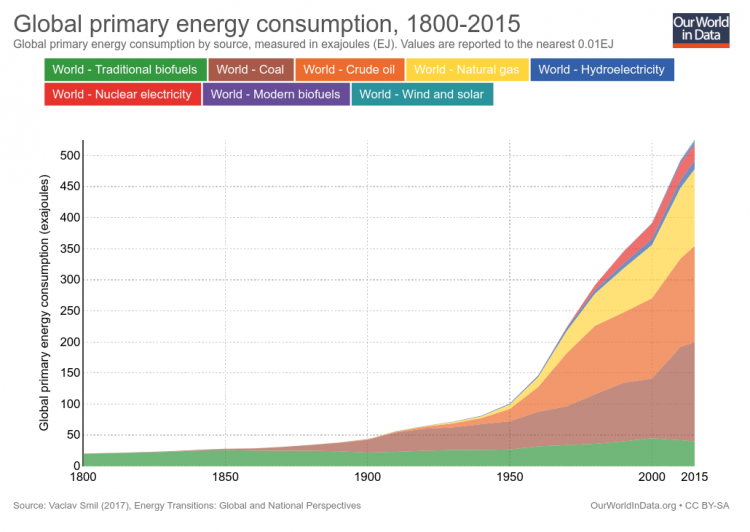 Global primary energy consumption, 1800-2015
Global primary energy consumption by source, measured in exajoules (EJ). Values are reported to the nearest 0.01EJ
Our World
in Data
World - Traditional biofuels
World - Coal
World - Crude oil
World - Natural gas
World - Hydroelectricity
World - Nuclear electricity
World - Modern biofuels
World - Wind and solar
Global primary energy consumption (exajoules)
500
450
400
350
300
250
200
150
100
50
0
1800
1850
1900
1950
2000
2015
Source: Vaclav Smil (2017), Energy Transitions: Global and National Perspectives
OurWorldInData.org • CC BY-SA